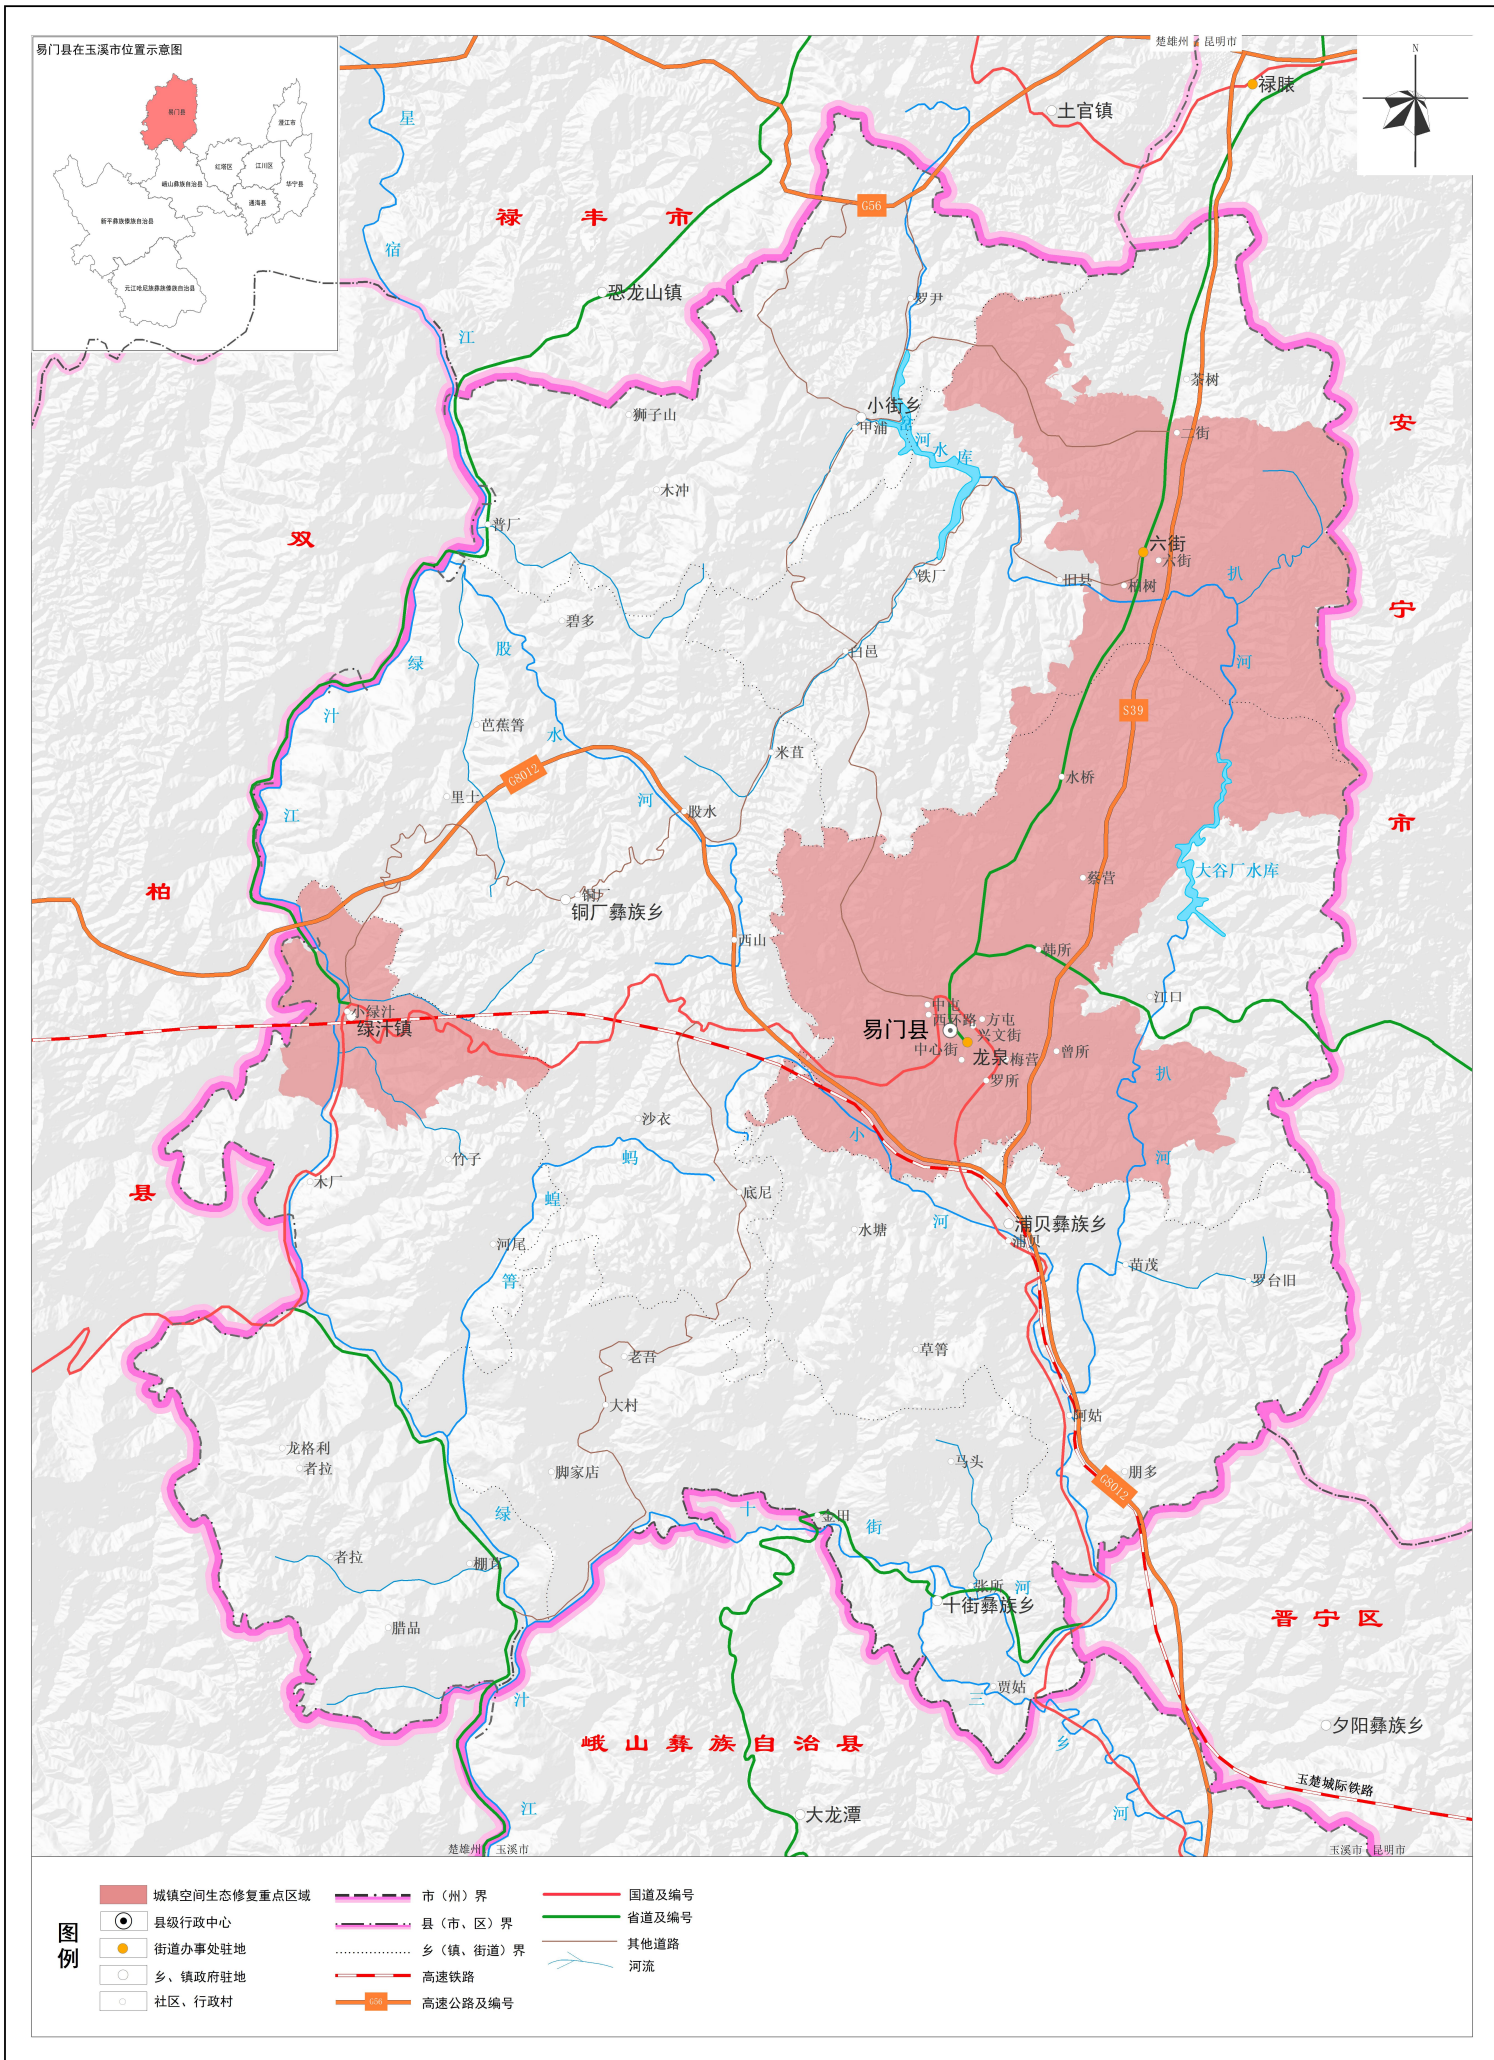 易门县在玉溪市位置示意图
易门县
澄江市
红塔区
江川区
峨山彝族自治县
华宁县
通海县
新平彝族傣族自治县
元江哈尼族彝族傣族自治县
楚雄州
昆明市
N
禄脿
土官镇
星
宿
江
禄丰市
G56
恐龙山镇
罗尹
茶树
狮子山
小街乡
甲浦
岔
河
水
库
二街
安
宁
市
木冲
双
柏
县
普厂
六街
六街
铁厂
旧县
柏树
扒
河
碧多
股
水
河
绿
汁
江
白邑
芭蕉箐
S39
米苴
水桥
G8012
里士
股水
大谷厂水库
蔡营
铜厂
铜厂彝族乡
西山
韩所
江口
小绿汁
绿汁镇
中屯
西环路
方屯
易门县
兴文街
中心街
龙泉
梅营
曾所
罗所
扒
河
沙衣
小
河
竹子
蚂
蝗
箐
木厂
底尼
水塘
浦贝彝族乡
浦贝
河尾
苗茂
罗台旧
老吾
草箐
大村
阿姑
龙格利
者拉
脚家店
马头
朋多
G8012
绿
汁
江
十
街
河
金田
者拉
棚苴
张所
十街彝族乡
晋宁区
腊品
贾姑
三
乡
河
峨山彝族自治县
夕阳彝族乡
玉楚城际铁路
大龙潭
楚雄州
玉溪市
玉溪市
昆明市
图例
城镇空间生态修复重点区域
县级行政中心
街道办事处驻地
乡、镇政府驻地
社区、行政村
市（州）界
县（市、区）界
乡（镇、街道）界
高速铁路
G56
高速公路及编号
国道及编号
省道及编号
其他道路
河流